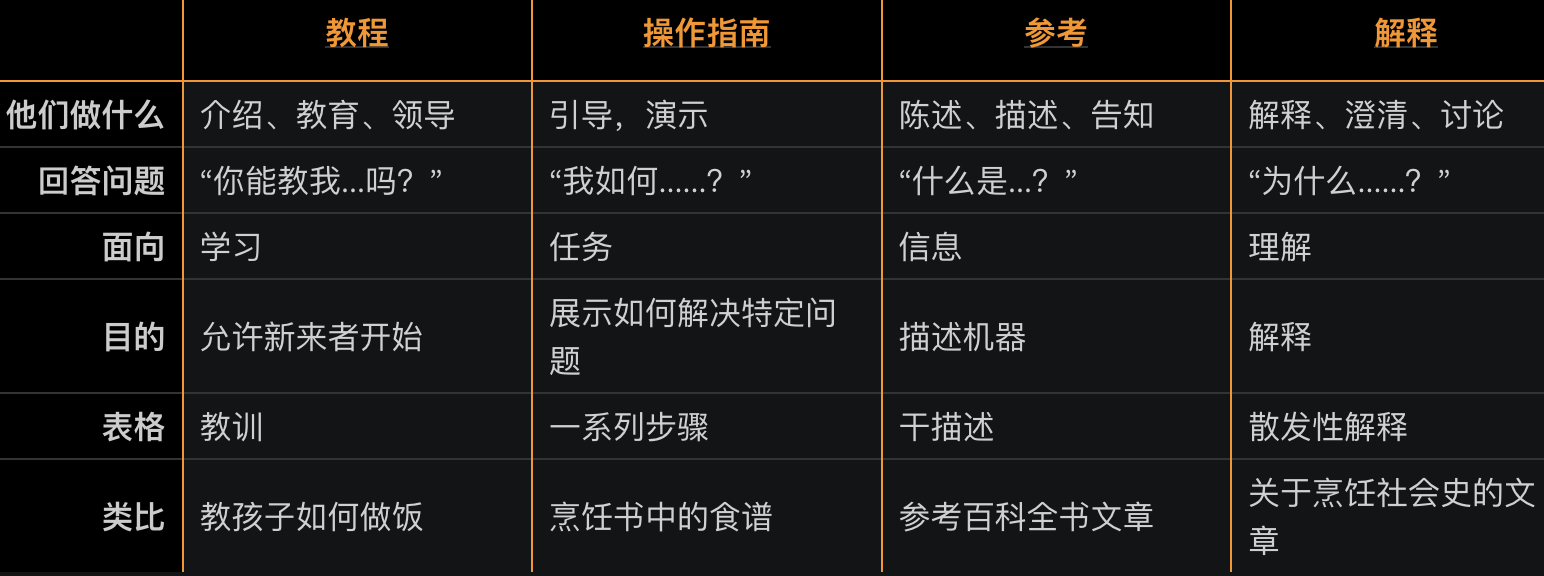 教程 操作指南 参考 解释
他们做什么 介绍、教育、领导 引导，演示 陈述、描述、告知 解释、澄清、讨论
回答问题 “你能教我...吗？” “我如何......？” “什么是...？” “为什么......？”
面向 学习 任务 信息 理解
目的 允许新来者开始 展示如何解决特定问
题 描述机器 解释
表格 教训 一系列步骤 干描述 散发性解释
类比 教孩子如何做饭 烹饪书中的食谱 参考百科全书文章 关于烹饪社会史的文
章